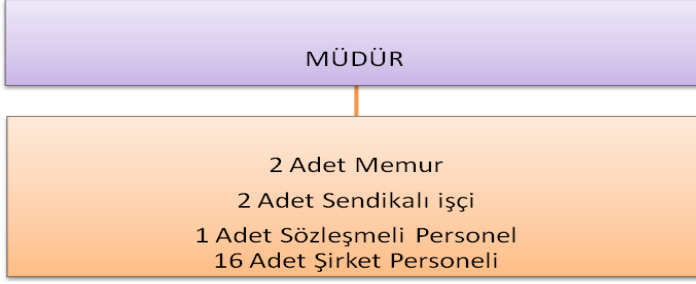 MÜDÜR
2 Adet Memur
2 Adet Sendikalı işçi
1 Adet Sözleşmeli Personel
16 Adet Şirket Personeli